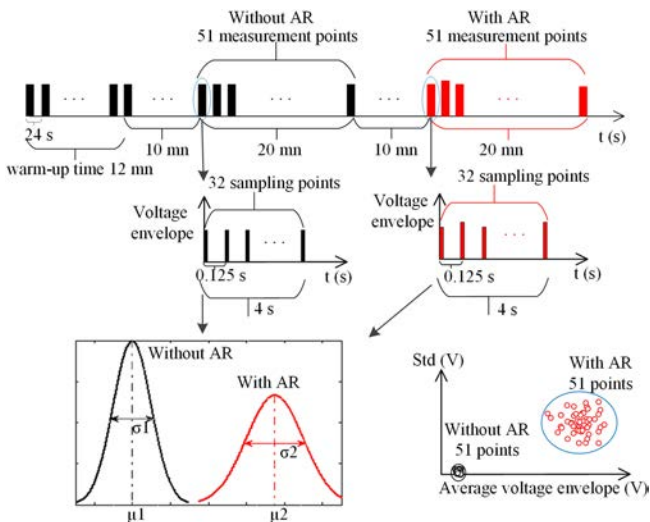 Without AR
51 measurement points
With AR
51 measurement points
. . .
. . .
. . .
. . .
. . .
24 s
t (s)
warm-up time 12 mn
10 mn
20 mn
10 mn
20 mn
32 sampling points
32 sampling points
Voltage
envelope
Voltage
envelope
. . .
. . .
0.125 s
t (s)
0.125 s
t (s)
4 s
4 s
Without AR
With AR
σ1
σ2
µ1
µ2
Std (V)
With AR
51 points
Without AR
51 points
Average voltage envelope (V)